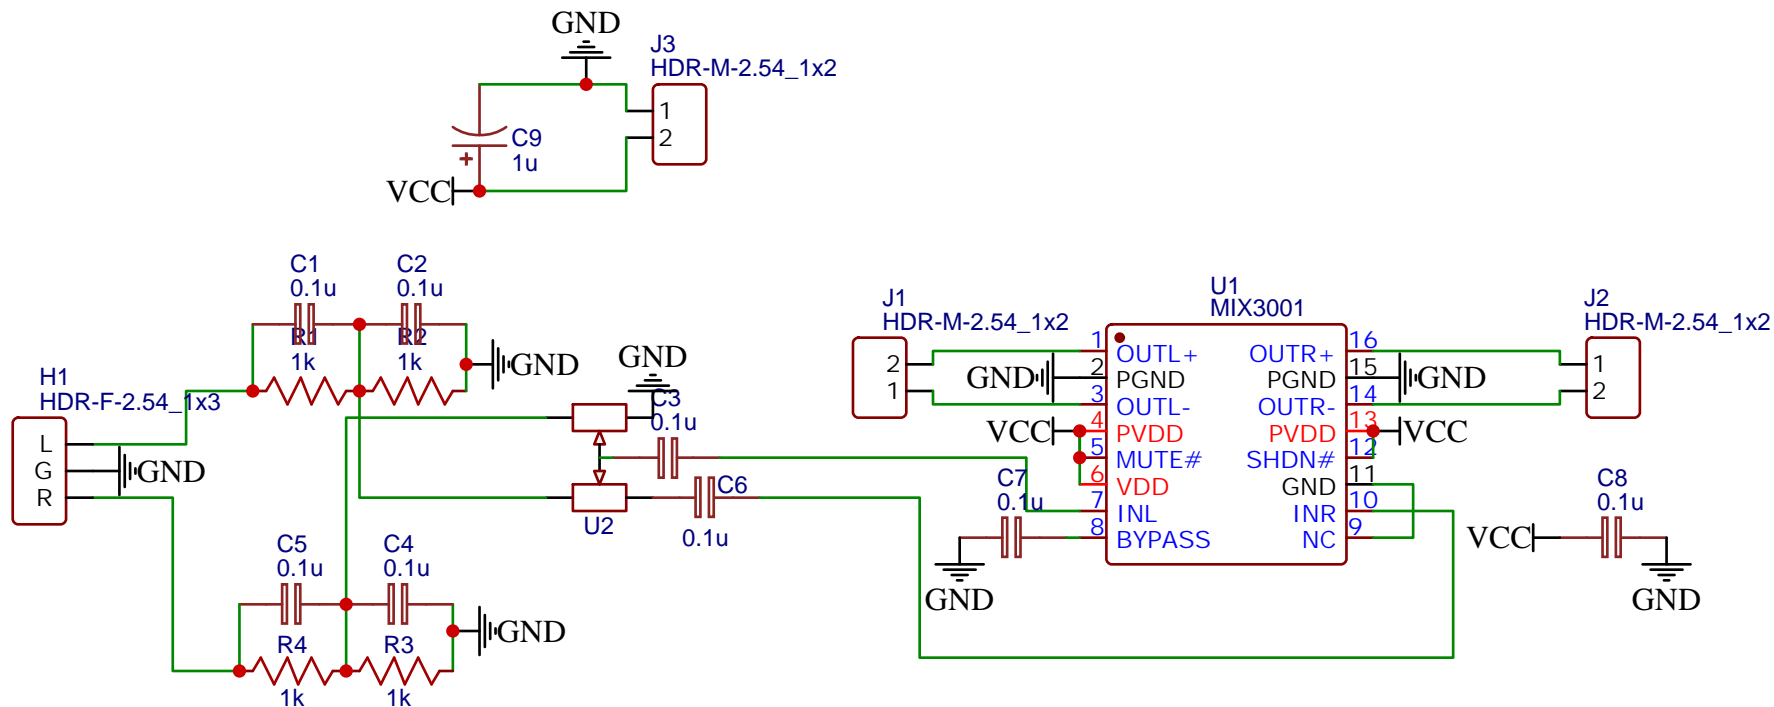 GND
J3
HDR-M-2.54_1x2
1
2
C9
1u
+
VCC
C1
0.1u
R1
1k
C2
0.1u
R2
1k
GND
H1
HDR-F-2.54_1x3
L
G
R
GND
GND
C3
0.1u
C6
0.1u
U2
C5
0.1u
R4
1k
C4
0.1u
R3
1k
GND
J1
HDR-M-2.54_1x2
2
1
U1
MIX3001
1
OUTL+
2
PGND
3
OUTL-
4
PVDD
5
MUTE#
6
VDD
7
INL
8
BYPASS
16
OUTR+
15
PGND
14
OUTR-
13
PVDD
12
SHDN#
11
GND
10
INR
9
NC
GND
VCC
GND
VCC
C7
0.1u
GND
J2
HDR-M-2.54_1x2
1
2
C8
0.1u
VCC
GND